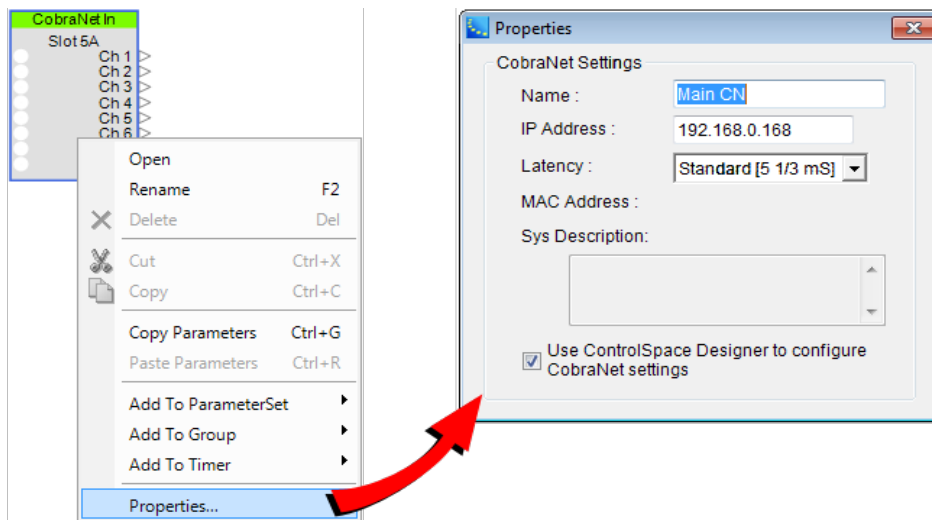 CobraNet In
Slot 5A
Ch 1
Ch 2
Ch 3
Ch 4
Ch 5
Ch 6
Open
Rename F2
Delete Del
Cut Ctrl+X
Copy Ctrl+C
Copy Parameters Ctrl+G
Paste Parameters Ctrl+R
Add To ParameterSet
Add To Group
Add To Timer
Properties...
Properties
CobraNet Settings
Name : Main CN
IP Address : 192.168.0.168
Latency : Standard [5 1/3 mS]
MAC Address :
Sys Description:
Use ControlSpace Designer to configure
CobraNet settings